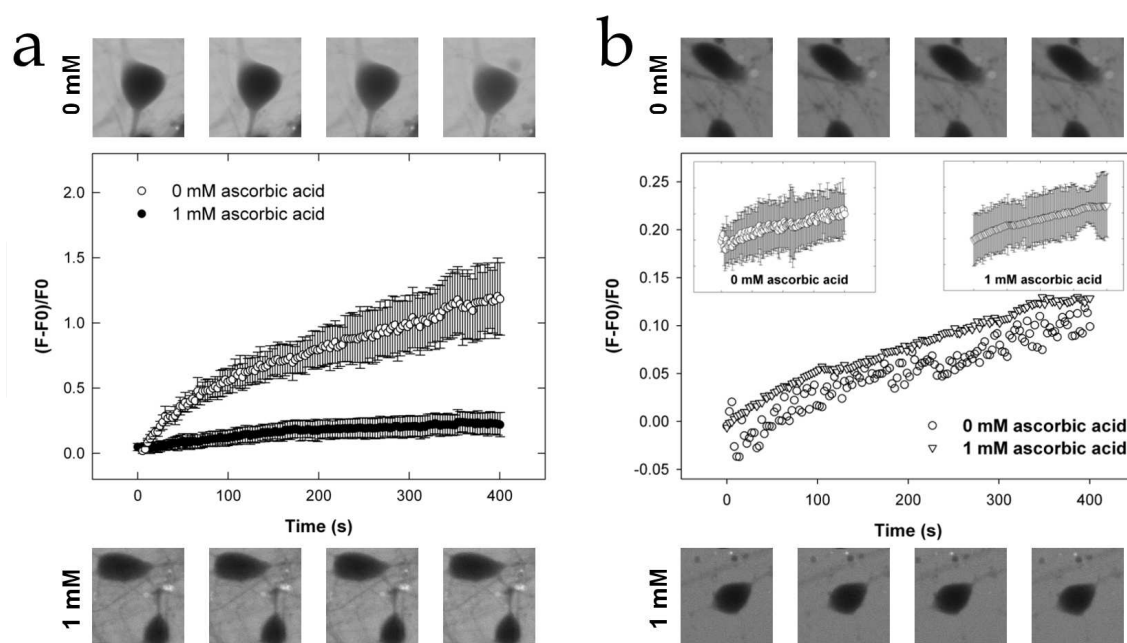 a
0 mM
2.0
1.5
1.0
0.5
0.0
(F-F0)/F0
0 mM ascorbic acid
1 mM ascorbic acid
0 100 200 300 400
Time (s)
1 mM
b
0 mM
0.25
0.20
0.15
0.10
0.05
0.00
-0.05
(F-F0)/F0
0 mM ascorbic acid
1 mM ascorbic acid
0 mM ascorbic acid
1 mM ascorbic acid
0 100 200 300 400
Time (s)
1 mM